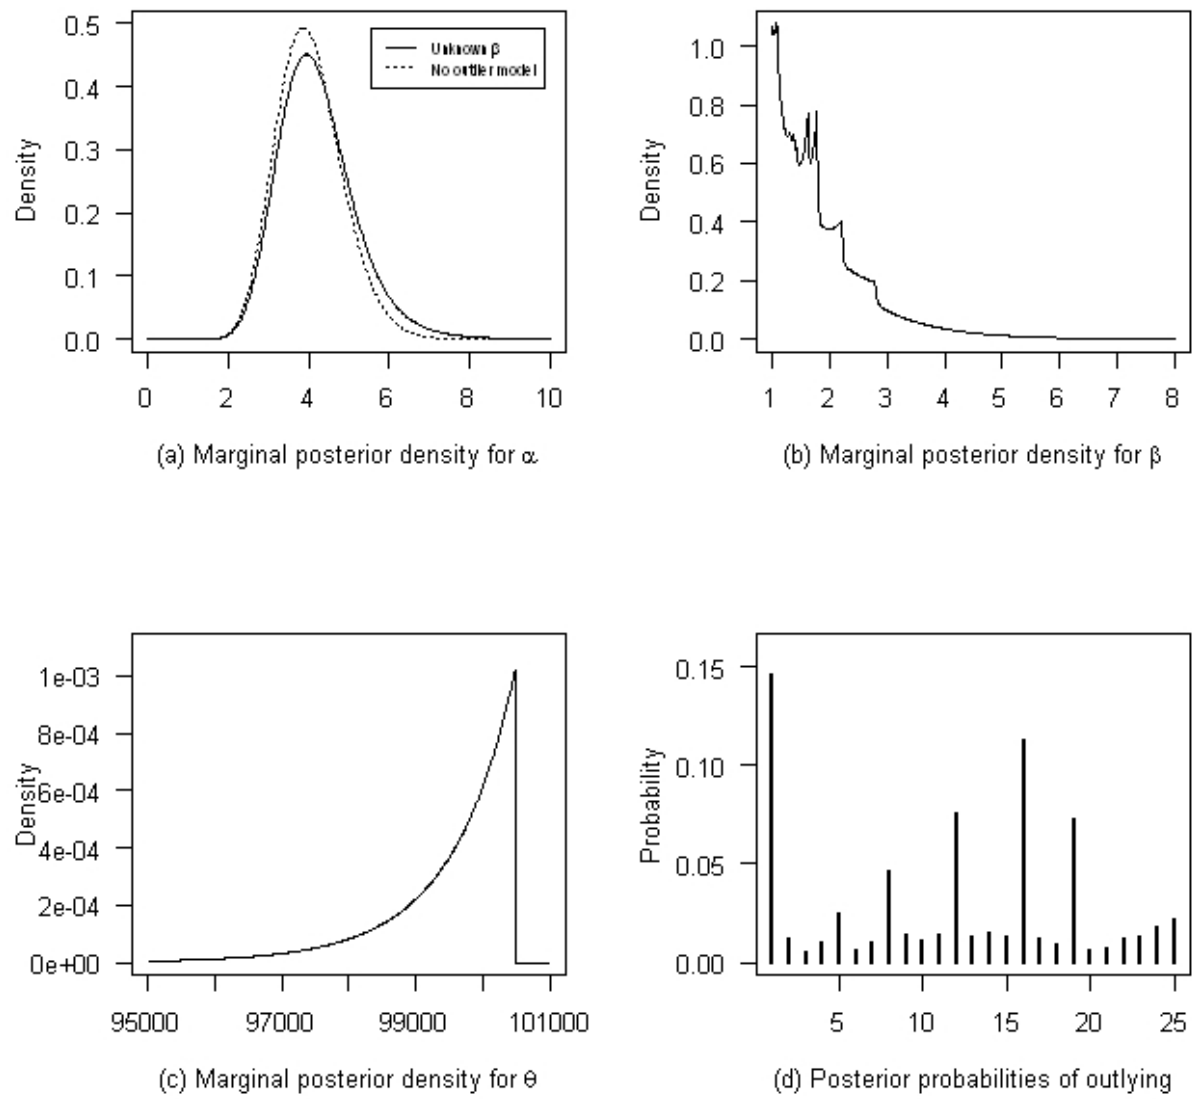 0.5
0.4
0.3
0.2
0.1
0.0
Density
Unknown β
No outlier model
0 2 4 6 8 10
(a) Marginal posterior density for α
1.0
0.8
0.6
0.4
0.2
0.0
Density
1 2 3 4 5 6 7 8
(b) Marginal posterior density for β
1e-03
8e-04
6e-04
4e-04
2e-04
0e+00
Density
95000 97000 99000 101000
(c) Marginal posterior density for θ
0.15
0.10
0.05
0.00
Probability
5 10 15 20 25
(d) Posterior probabilities of outlying